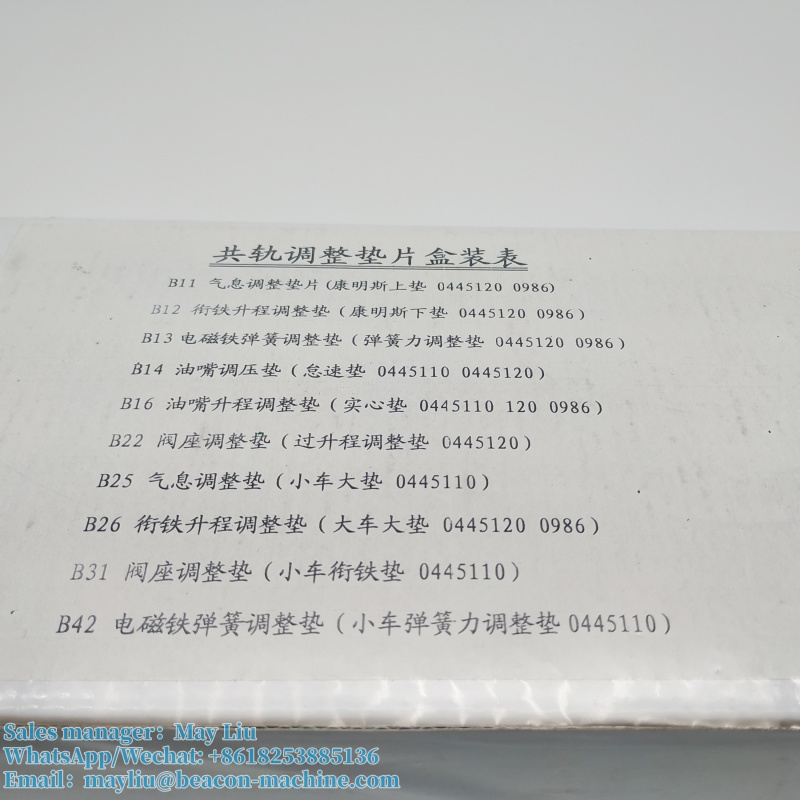 共轨调整垫片盒装表
B11 气息调整垫片(康明斯上垫 0445120 0986)
B12 衔铁升程调整垫(康明斯下垫 0445120 0986)
B13 电磁铁弹簧调整垫(弹簧力调整垫 0445120 0986)
B14 油嘴调压垫(怠速垫 0445110 0445120)
B16 油嘴升程调整垫(实心垫 0445110 120 0986)
B22 阀座调整垫(过升程调整垫 0445120)
B25 气息调整垫(小车大垫 0445110)
B26 衔铁升程调整垫(大车大垫 0445120 0986)
B31 阀座调整垫(小车衔铁垫 0445110)
B42 电磁铁弹簧调整垫(小车弹簧力调整垫0445110)
Sales manager: May Liu
WhatsApp/Wechat: +8618253885136
Email: mayliu@beacon-machine.com